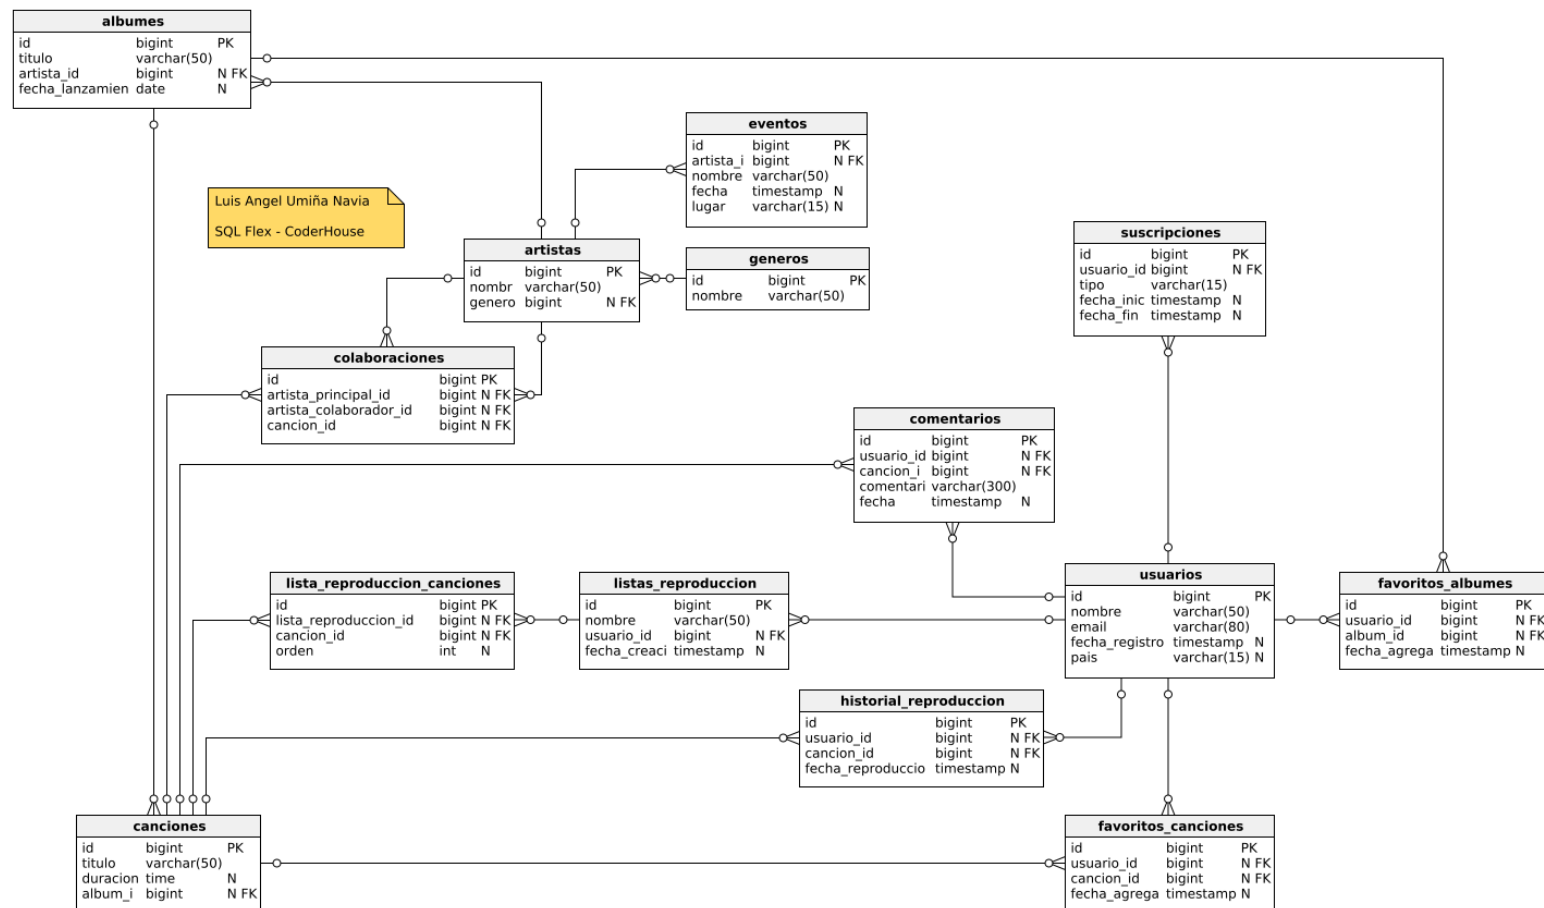 albumes
id bigint PK
titulo varchar(50)
artista_id bigint N FK
fecha_lanzamien date N
eventos
id bigint PK
artista_i bigint N FK
nombre varchar(50)
fecha timestamp N
lugar varchar(15) N
Luis Angel Umiña Navia
SQL Flex - CoderHouse
artistas
id bigint PK
nombr varchar(50)
genero bigint N FK
generos
id bigint PK
nombre varchar(50)
suscripciones
id bigint PK
usuario_id bigint N FK
tipo varchar(15)
fecha_inic timestamp N
fecha_fin timestamp N
colaboraciones
id bigint PK
artista_principal_id bigint N FK
artista_colaborador_id bigint N FK
cancion_id bigint N FK
comentarios
id bigint PK
usuario_id bigint N FK
cancion_i bigint N FK
comentari varchar(300)
fecha timestamp N
lista_reproduccion_canciones
id bigint PK
lista_reproduccion_id bigint N FK
cancion_id bigint N FK
orden int N
listas_reproduccion
id bigint PK
nombre varchar(50)
usuario_id bigint N FK
fecha_creaci timestamp N
usuarios
id bigint PK
nombre varchar(50)
email varchar(80)
fecha_registro timestamp N
pais varchar(15) N
favoritos_albumes
id bigint PK
usuario_id bigint N FK
album_id bigint N FK
fecha_agrega timestamp N
historial_reproduccion
id bigint PK
usuario_id bigint N FK
cancion_id bigint N FK
fecha_reproduccio timestamp N
canciones
id bigint PK
titulo varchar(50)
duracion time N
album_i bigint N FK
favoritos_canciones
id bigint PK
usuario_id bigint N FK
cancion_id bigint N FK
fecha_agrega timestamp N